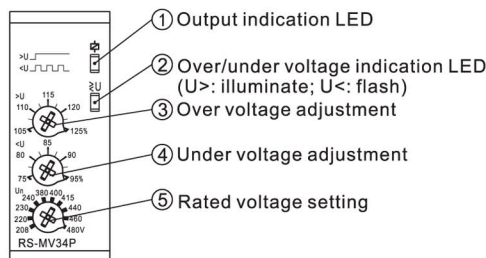 ① Output indication LED
② Over/under voltage indication LED
(U>: illuminate; U<: flash)
③ Over voltage adjustment
④ Under voltage adjustment
⑤ Rated voltage setting
>U
<U
≷U
>U
115
110 120
105 125%
<U
85
80 90
75 95%
Un
380 400
240 415
230 440
220 460
208 480V
RS-MV34P